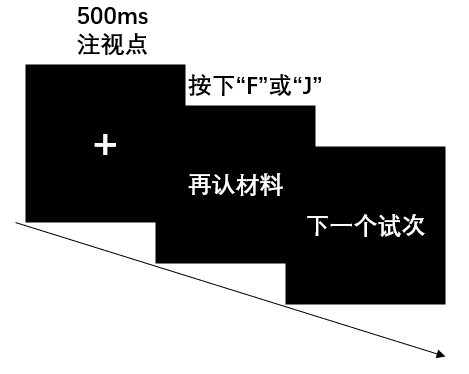 500ms
注视点
按下“F”或“J”
+
再认材料
下一个试次